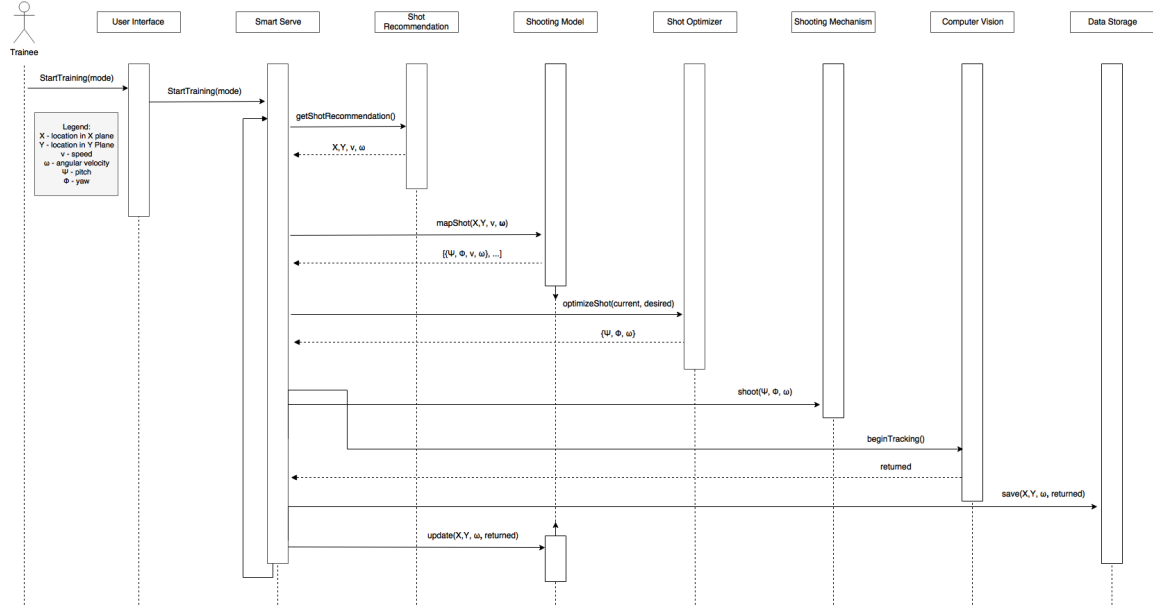 User Interface
Smart Serve
Shot
Recommendation
Shooting Model
Shot Optimizer
Shooting Mechanism
Computer Vision
Data Storage
Trainee
StartTraining(mode)
StartTraining(mode)
getShotRecommendation()
Legend:
X - location in X plane
Y - location in Y Plane
v - speed
ω - angular velocity
Ψ - pitch
Φ - yaw
X,Y, v, ω
mapShot(X,Y, v, ω)
[{Ψ, Φ, v, ω}, ...]
optimizeShot(current, desired)
{Ψ, Φ, ω}
shoot(Ψ, Φ, ω)
beginTracking()
returned
save(X,Y, ω, returned)
update(X,Y, ω, returned)